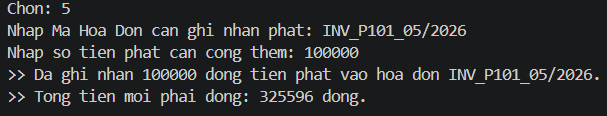 Chon: 5
Nhap Ma Hoa Don can ghi nhan phat: INV_P101_05/2026
Nhap so tien phat can cong them: 100000
>> Da ghi nhan 100000 dong tien phat vao hoa don INV_P101_05/2026.
>> Tong tien moi phai dong: 325596 dong.